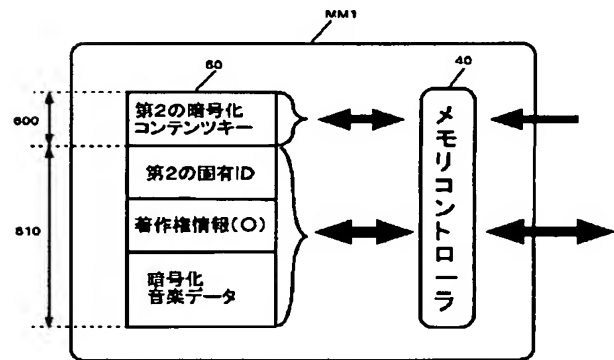 MM1
60
40
600
第2の暗号化
コンテンツキー
第2の固有ID
610
著作権情報(O)
暗号化
音楽データ
メモリコントローラ